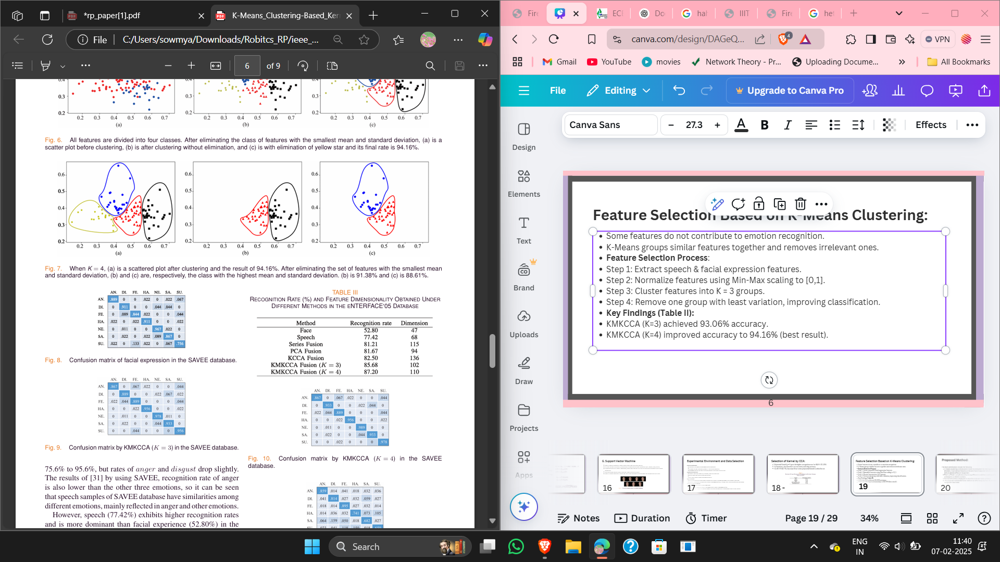 *rp_paper[1].pdf
K-Means_Clustering-Based_Ker
File
C:/Users/sowmya/Downloads/Robitcs_RP/ieee_...
6
of 9
0.3
0.2
0.2 0.3 0.4 0.5 0.6 0.7
(a)
0.3
0.2
0.2 0.3 0.4 0.5 0.6 0.7
(b)
0.3
0.2
0.2 0.3 0.4 0.5 0.6 0.7
(c)
Fig. 6. All features are divided into four classes. After eliminating the class of features with the smallest mean and standard deviation, (a) is a
scatter plot before clustering, (b) is after clustering without elimination, and (c) is with elimination of yellow star and its final rate is 94.16%.
0.6
0.5
0.4
0.3
0.2
0.2 0.3 0.4 0.5 0.6 0.7
(a)
0.6
0.5
0.4
0.3
0.2
0.2 0.3 0.4 0.5 0.6 0.7
(b)
0.6
0.5
0.4
0.3
0.2
0.2 0.3 0.4 0.5 0.6 0.7
(c)
Fig. 7. When K = 4, (a) is a scattered plot after clustering and the result of 94.16%. After eliminating the set of features with the smallest mean
and standard deviation, (b) and (c) are, respectively, the class with the highest mean and standard deviation. (b) is 91.38% and (c) is 88.61%.
AN. DI. FE. HA. NE. SA. SU.
AN. .889 0 0 .022 0 .022 .067
DI. 0 .911 0 0 .044 .044 0
FE. 0 .089 .844 .022 0 0 .044
HA. .022 0 .022 .911 0 0 .022
NE. 0 .011 0 0 .967 .022 0
SA. 0 .022 0 .022 .089 .867 0
SU. .022 0 .133 .022 0 .067 .756
Fig. 8. Confusion matrix of facial expression in the SAVEE database.
AN. DI. FE. HA. NE. SA. SU.
AN. .867 0 .067 .022 0 0 .044
DI. 0 .889 0 0 .022 .067 .022
FE. .022 .044 .889 0 0 0 .044
HA. 0 0 .022 .956 0 0 .022
NE. 0 .011 0 0 .978 .011 0
SA. 0 .022 0 0 .044 .933 0
SU. 0 0 .044 0 0 0 .956
Fig. 9. Confusion matrix by KMKCCA (K = 3) in the SAVEE database.
75.6% to 95.6%, but rates of anger and disgust drop slightly.
The results of [31] by using SAVEE, recognition rate of anger
is also lower than the other three emotions, so it can be seen
that speech samples of SAVEE database have similarities among
different emotions, mainly reflected in anger and other emotions.
However, speech (77.42%) exhibits higher recognition rates
and is more dominant than facial experience (52.80%) in the
TABLE III
RECOGNITION RATE (%) AND FEATURE DIMENSIONALITY OBTAINED UNDER
DIFFERENT METHODS IN THE ENTERFACE'05 DATABASE
Method Recognition rate Dimension
Face 52.80 47
Speech 77.42 68
Series Fusion 81.21 115
PCA Fusion 81.67 94
KCCA Fusion 82.50 136
KMKCCA Fusion (K = 3) 85.68 102
KMKCCA Fusion (K = 4) 87.20 110
AN. DI. FE. HA. NE. SA. SU.
AN. .867 0 .067 .022 0 0 .044
DI. 0 .933 0 0 .022 .044 0
FE. .022 .044 .889 0 0 0 .044
HA. 0 0 .022 .956 0 0 .022
NE. 0 .011 0 0 .989 0 0
SA. 0 .022 0 0 .044 .933 0
SU. 0 0 .022 0 0 0 .978
Fig. 10. Confusion matrix by KMKCCA (K = 4) in the SAVEE
database.
AN. DI. FE. HA. NE. SA. SU.
AN. .859 .014 .041 .018 .032 .036
DI. .041 .814 .027 .032 .059 .027
FE. .018 .014 .895 .027 .032 .014
HA. .014 .036 .032 .741 .073 .105
SA. .064 .159 .050 .018 .682 .027
Fire
ECE
Do
hal
IIIT
Fire
het
canva.com/design/DAGeQ...
4
VPN
Gmail
YouTube
movies
Network Theory - Pr...
Uploading Docume...
All Bookmarks
File
Editing
Upgrade to Canva Pro
Canva Sans
– 27.3 +
A
B
I
Effects
Design
Elements
Text
Brand
Uploads
Draw
Projects
Apps
Feature Selection Based on K-Means Clustering:
• Some features do not contribute to emotion recognition.
• K-Means groups similar features together and removes irrelevant ones.
• Feature Selection Process:
• Step 1: Extract speech & facial expression features.
• Step 2: Normalize features using Min-Max scaling to [0,1].
• Step 3: Cluster features into K = 3 groups.
• Step 4: Remove one group with least variation, improving classification.
• Key Findings (Table II):
• KMKCCA (K=3) achieved 93.06% accuracy.
• KMKCCA (K=4) improved accuracy to 94.16% (best result).
6
G. Support Vector Machine
16
Experimental Environment and Data Selection
17
Selection of Kernel by CCA:
18 -
Feature Selection Based on K-Means Clustering:
19
Proposed Method:
20
Notes
Duration
Timer
Page 19 / 29
34%
Search
ENG
IN
11:40
07-02-2025